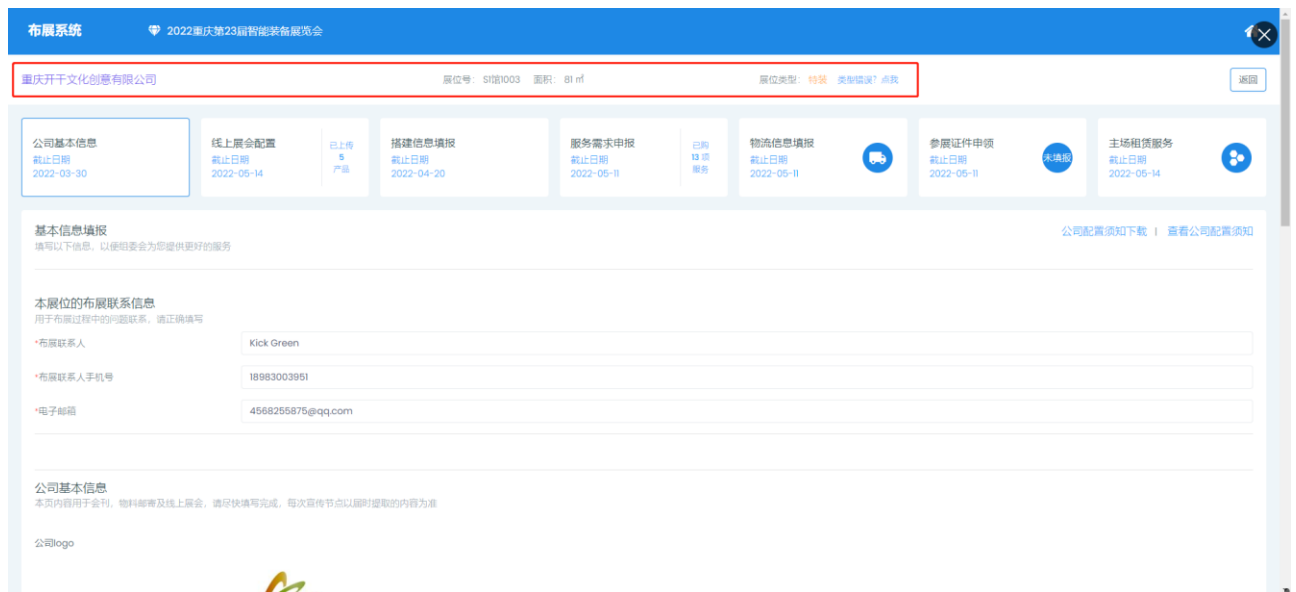 布展系统
2022重庆第23届智能装备展览会
重庆开干文化创意有限公司
展位号: S1馆1003 面积: 81 ㎡
展位类型: 特装 类型错误? 点我
返回
公司基本信息
截止日期
2022-03-30
线上展会配置
截止日期
2022-05-14
已上传
5
产品
搭建信息填报
截止日期
2022-04-20
服务需求申报
截止日期
2022-05-11
已购
13 项
服务
物流信息填报
截止日期
2022-05-11
参展证件申领
截止日期
2022-05-11
未填报
主场租赁服务
截止日期
2022-05-14
基本信息填报
填写以下信息, 以便组委会为您提供更好的服务
公司配置须知下载 | 查看公司配置须知
本展位的布展联系信息
用于布展过程中的问题联系, 请正确填写
*布展联系人
Kick Green
*布展联系人手机号
18983003951
*电子邮箱
4568255875@qq.com
公司基本信息
本页内容用于会刊, 物料邮寄及线上展会, 请尽快填写完成, 每次宣传节点以届时提取的内容为准
公司logo